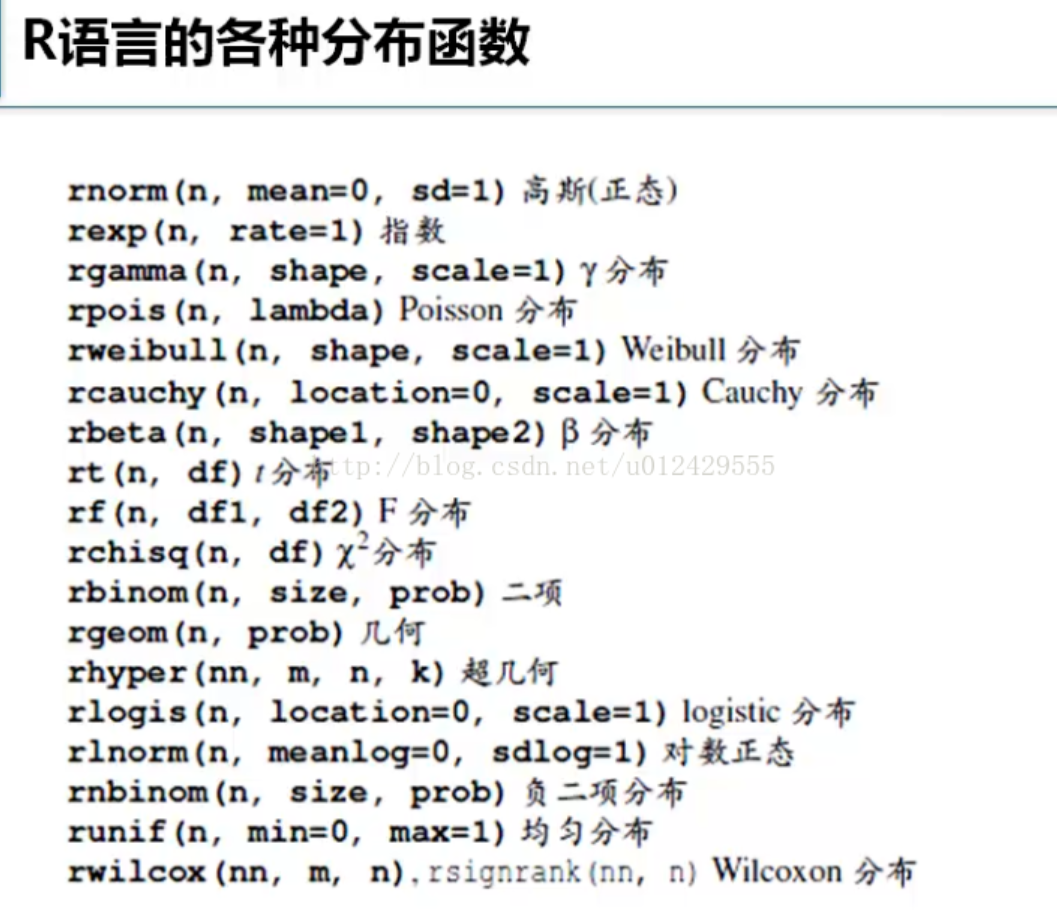 R语言的各种分布函数
rnorm(n, mean=0, sd=1) 高斯(正态)
rexp(n, rate=1) 指数
rgamma(n, shape, scale=1) γ分布
rpois(n, lambda) Poisson 分布
rweibull(n, shape, scale=1) Weibull 分布
rcauchy(n, location=0, scale=1) Cauchy 分布
rbeta(n, shape1, shape2) β 分布
rt(n, df) t分布
http://blog.csdn.net/u012429555
rf(n, df1, df2) F 分布
rchisq(n, df) χ²分布
rbinom(n, size, prob) 二项
rgeom(n, prob) 几何
rhyper(nn, m, n, k) 超几何
rlogis(n, location=0, scale=1) logistic 分布
rlnorm(n, meanlog=0, sdlog=1) 对数正态
rnbinom(n, size, prob) 负二项分布
runif(n, min=0, max=1) 均匀分布
rwilcox(nn, m, n),rsignrank(nn, n) Wilcoxon 分布